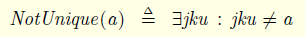 NotUnique(a) ≜ ∃jku : jku ≠ a